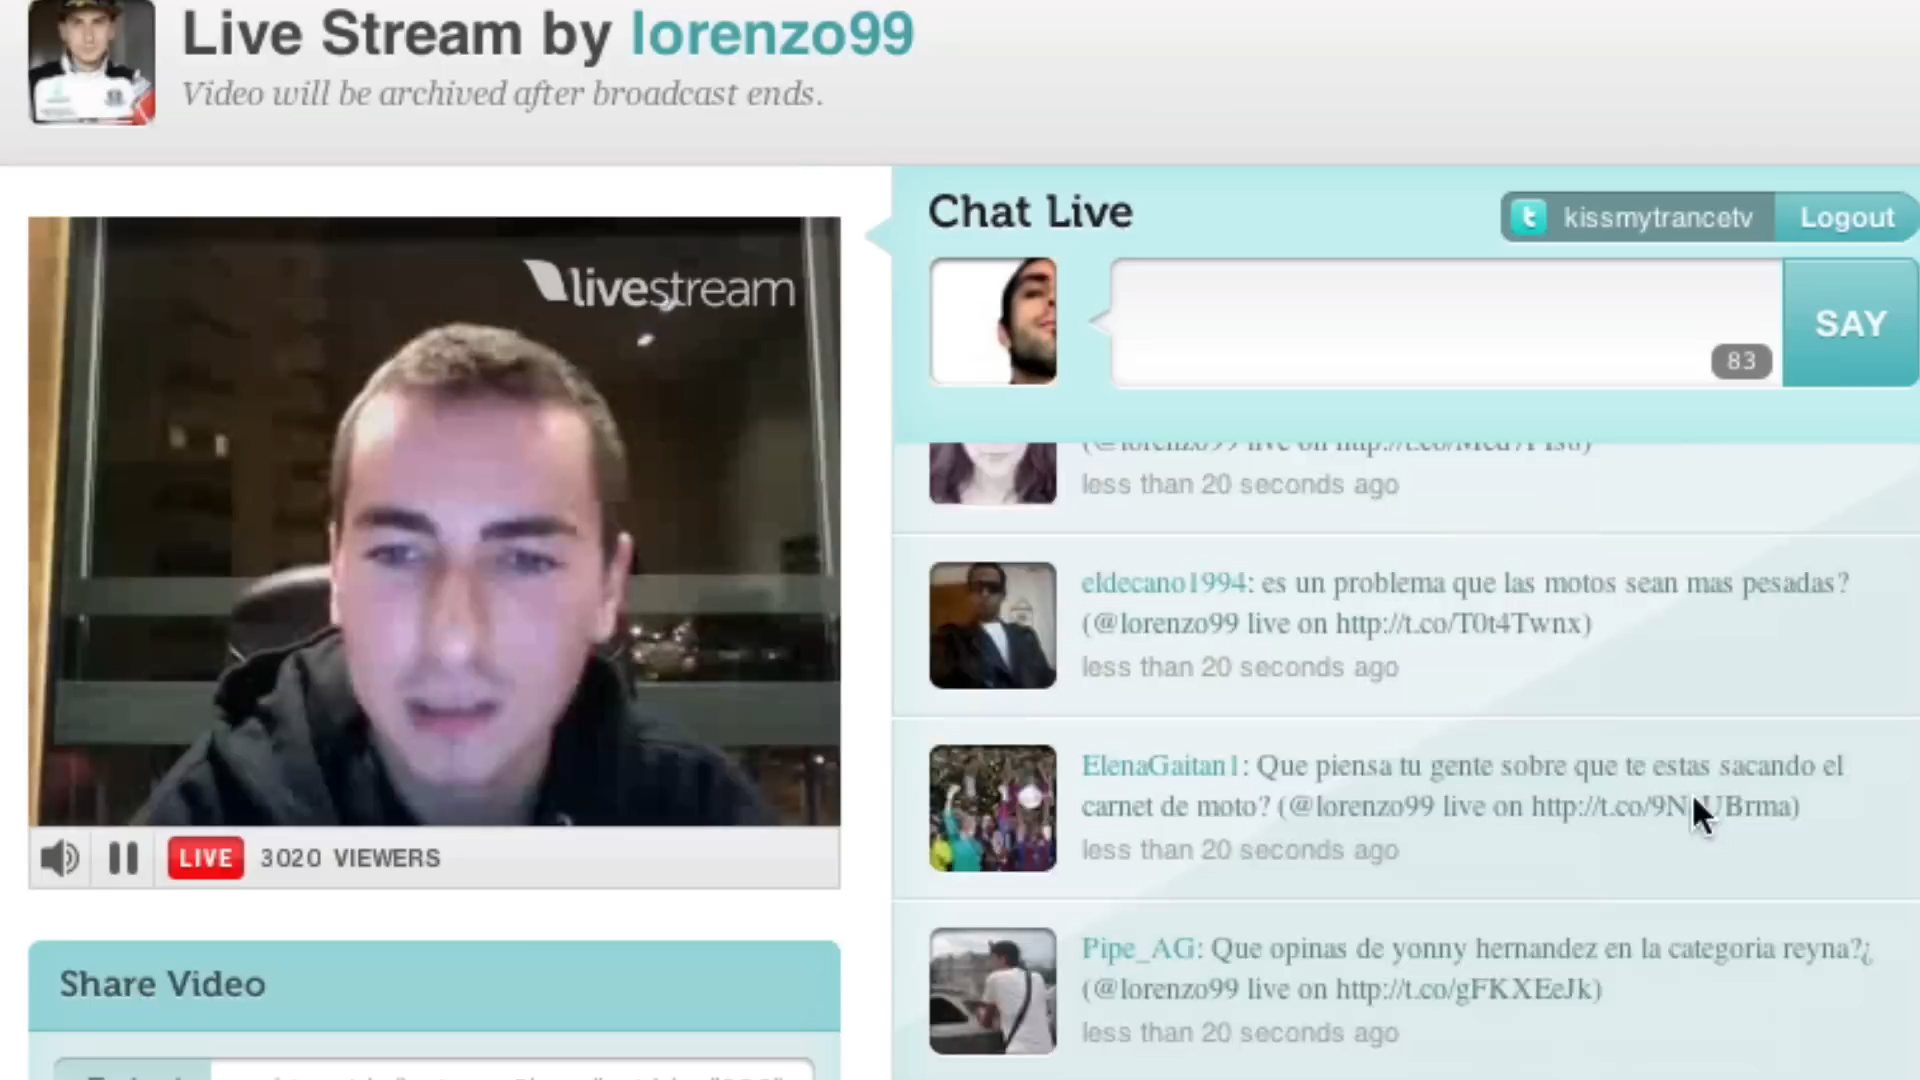 Live Stream by lorenzo99
Video will be archived after broadcast ends.
livestream
LIVE 3020 VIEWERS
Share Video
Chat Live
t kissmytrancetv Logout
83 SAY
less than 20 seconds ago
eldecano1994: es un problema que las motos sean mas pesadas?
(@lorenzo99 live on http://t.co/T0t4Twnx)
less than 20 seconds ago
ElenaGaitan1: Que piensa tu gente sobre que te estas sacando el
carnet de moto? (@lorenzo99 live on
less than 20 seconds ago
Pipe_AG: Que opinas de yonny hernandez en la categoria reyna?¿
(@lorenzo99 live on http://t.co/gFKXEeJk)
less than 20 seconds ago